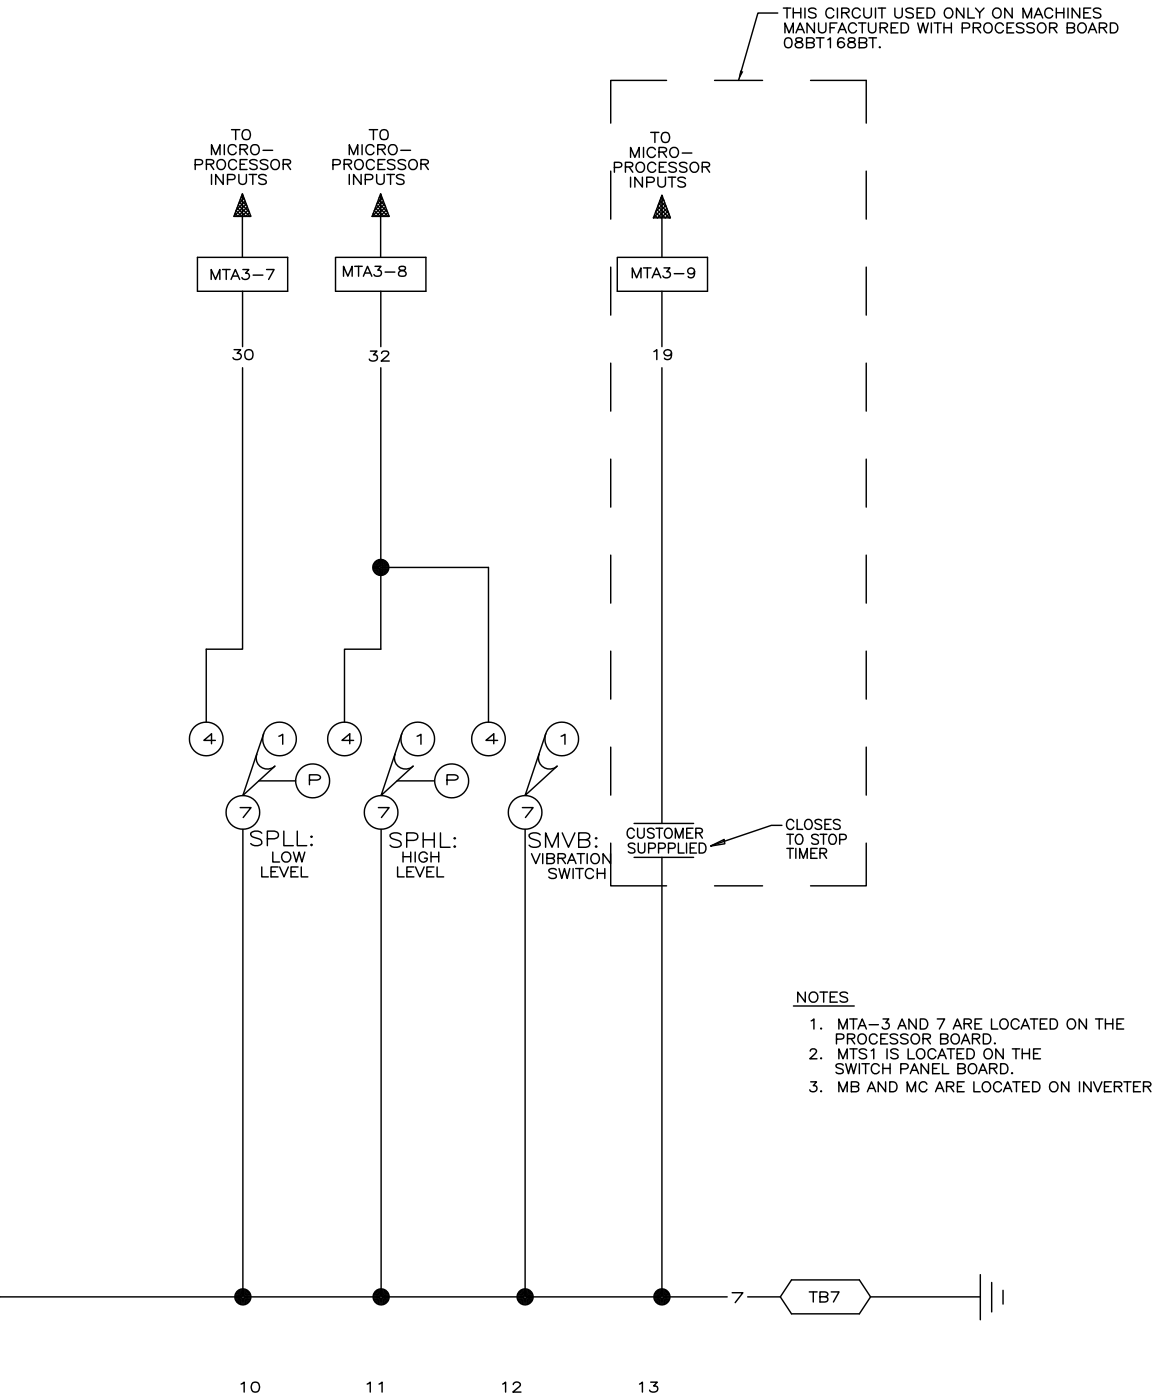 THIS CIRCUIT USED ONLY ON MACHINES
MANUFACTURED WITH PROCESSOR BOARD
08BT168BT.
TO
MICRO-
PROCESSOR
INPUTS
TO
MICRO-
PROCESSOR
INPUTS
TO
MICRO-
PROCESSOR
INPUTS
MTA3-7
MTA3-8
MTA3-9
30
32
19
4
1
4
1
4
1
P
P
7
7
7
SPLL:
LOW
LEVEL
SPHL:
HIGH
LEVEL
SMVB:
VIBRATION
SWITCH
CUSTOMER
SUPPPLIED
CLOSES
TO STOP
TIMER
NOTES
1. MTA-3 AND 7 ARE LOCATED ON THE
PROCESSOR BOARD.
2. MTS1 IS LOCATED ON THE
SWITCH PANEL BOARD.
3. MB AND MC ARE LOCATED ON INVERTER
7
TB7
10
11
12
13